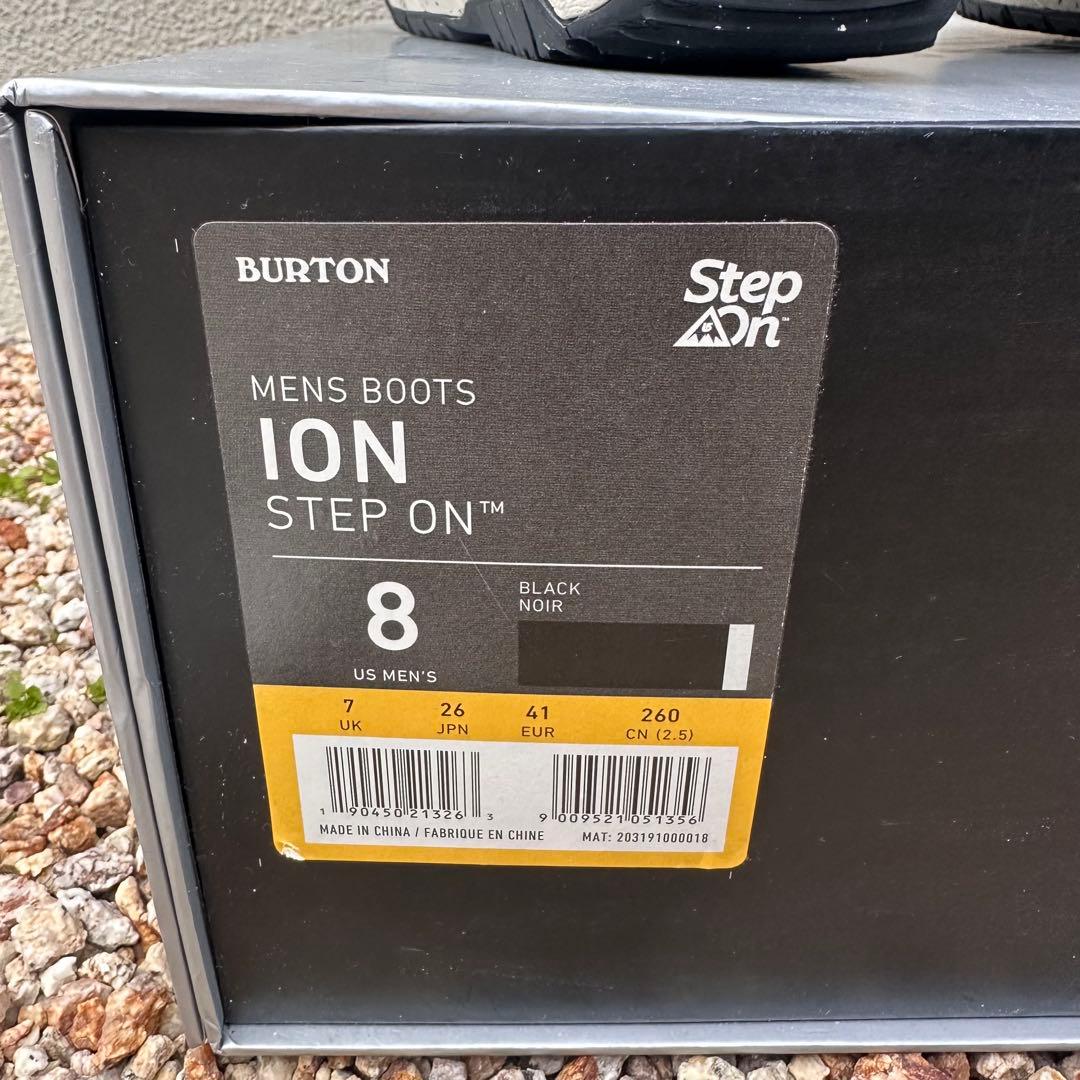 BURTON
Step
On™
MENS BOOTS
ION
STEP ON™
8
US MEN'S
BLACK
NOIR
7 26 41 260
UK JPN EUR CN (2.5)
1 90450 21326 3
9 009521 051356
MADE IN CHINA / FABRIQUE EN CHINE
MAT: 203191000018